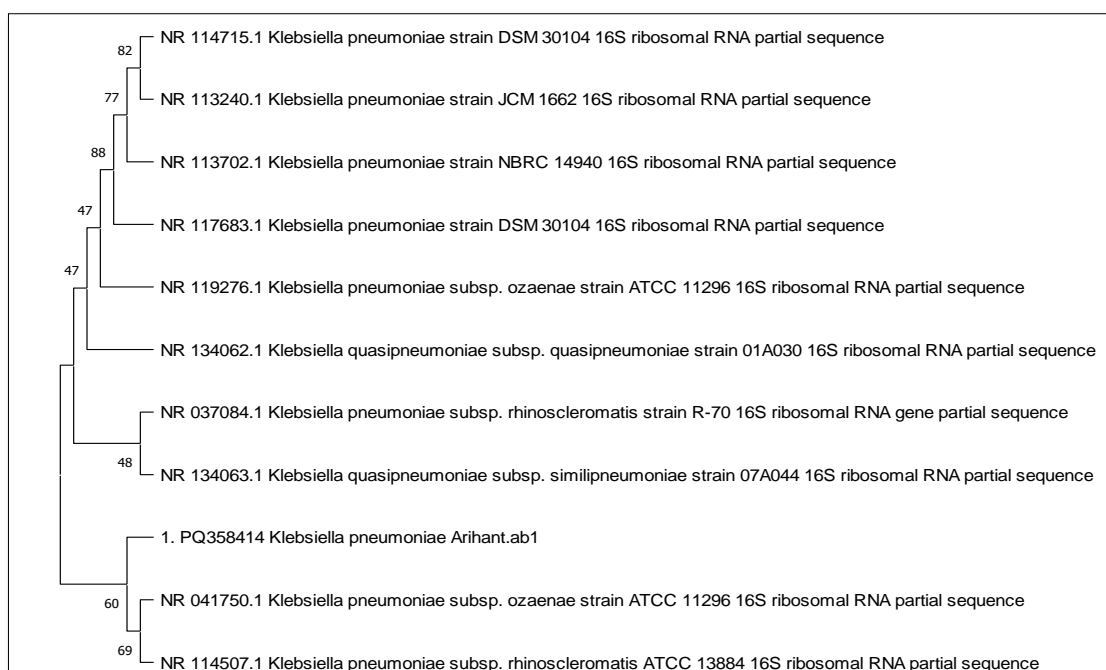 NR 114715.1 Klebsiella pneumoniae strain DSM 30104 16S ribosomal RNA partial sequence
82
NR 113240.1 Klebsiella pneumoniae strain JCM 1662 16S ribosomal RNA partial sequence
77
NR 113702.1 Klebsiella pneumoniae strain NBRC 14940 16S ribosomal RNA partial sequence
88
NR 117683.1 Klebsiella pneumoniae strain DSM 30104 16S ribosomal RNA partial sequence
47
NR 119276.1 Klebsiella pneumoniae subsp. ozaenae strain ATCC 11296 16S ribosomal RNA partial sequence
47
NR 134062.1 Klebsiella quasipneumoniae subsp. quasipneumoniae strain 01A030 16S ribosomal RNA partial sequence
NR 037084.1 Klebsiella pneumoniae subsp. rhinoscleromatis strain R-70 16S ribosomal RNA gene partial sequence
48
NR 134063.1 Klebsiella quasipneumoniae subsp. similipneumoniae strain 07A044 16S ribosomal RNA partial sequence
1. PQ358414 Klebsiella pneumoniae Arihant.ab1
NR 041750.1 Klebsiella pneumoniae subsp. ozaenae strain ATCC 11296 16S ribosomal RNA partial sequence
60
69
NR 114507.1 Klebsiella pneumoniae subsp. rhinoscleromatis ATCC 13884 16S ribosomal RNA partial sequence